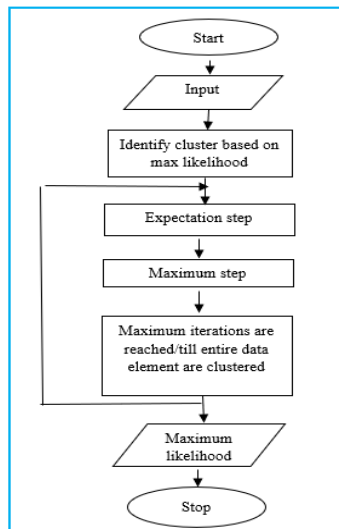 Start
Input
Identify cluster based on
max likelihood
Expectation step
Maximum step
Maximum iterations are
reached/till entire data
element are clustered
Maximum
likelihood
Stop